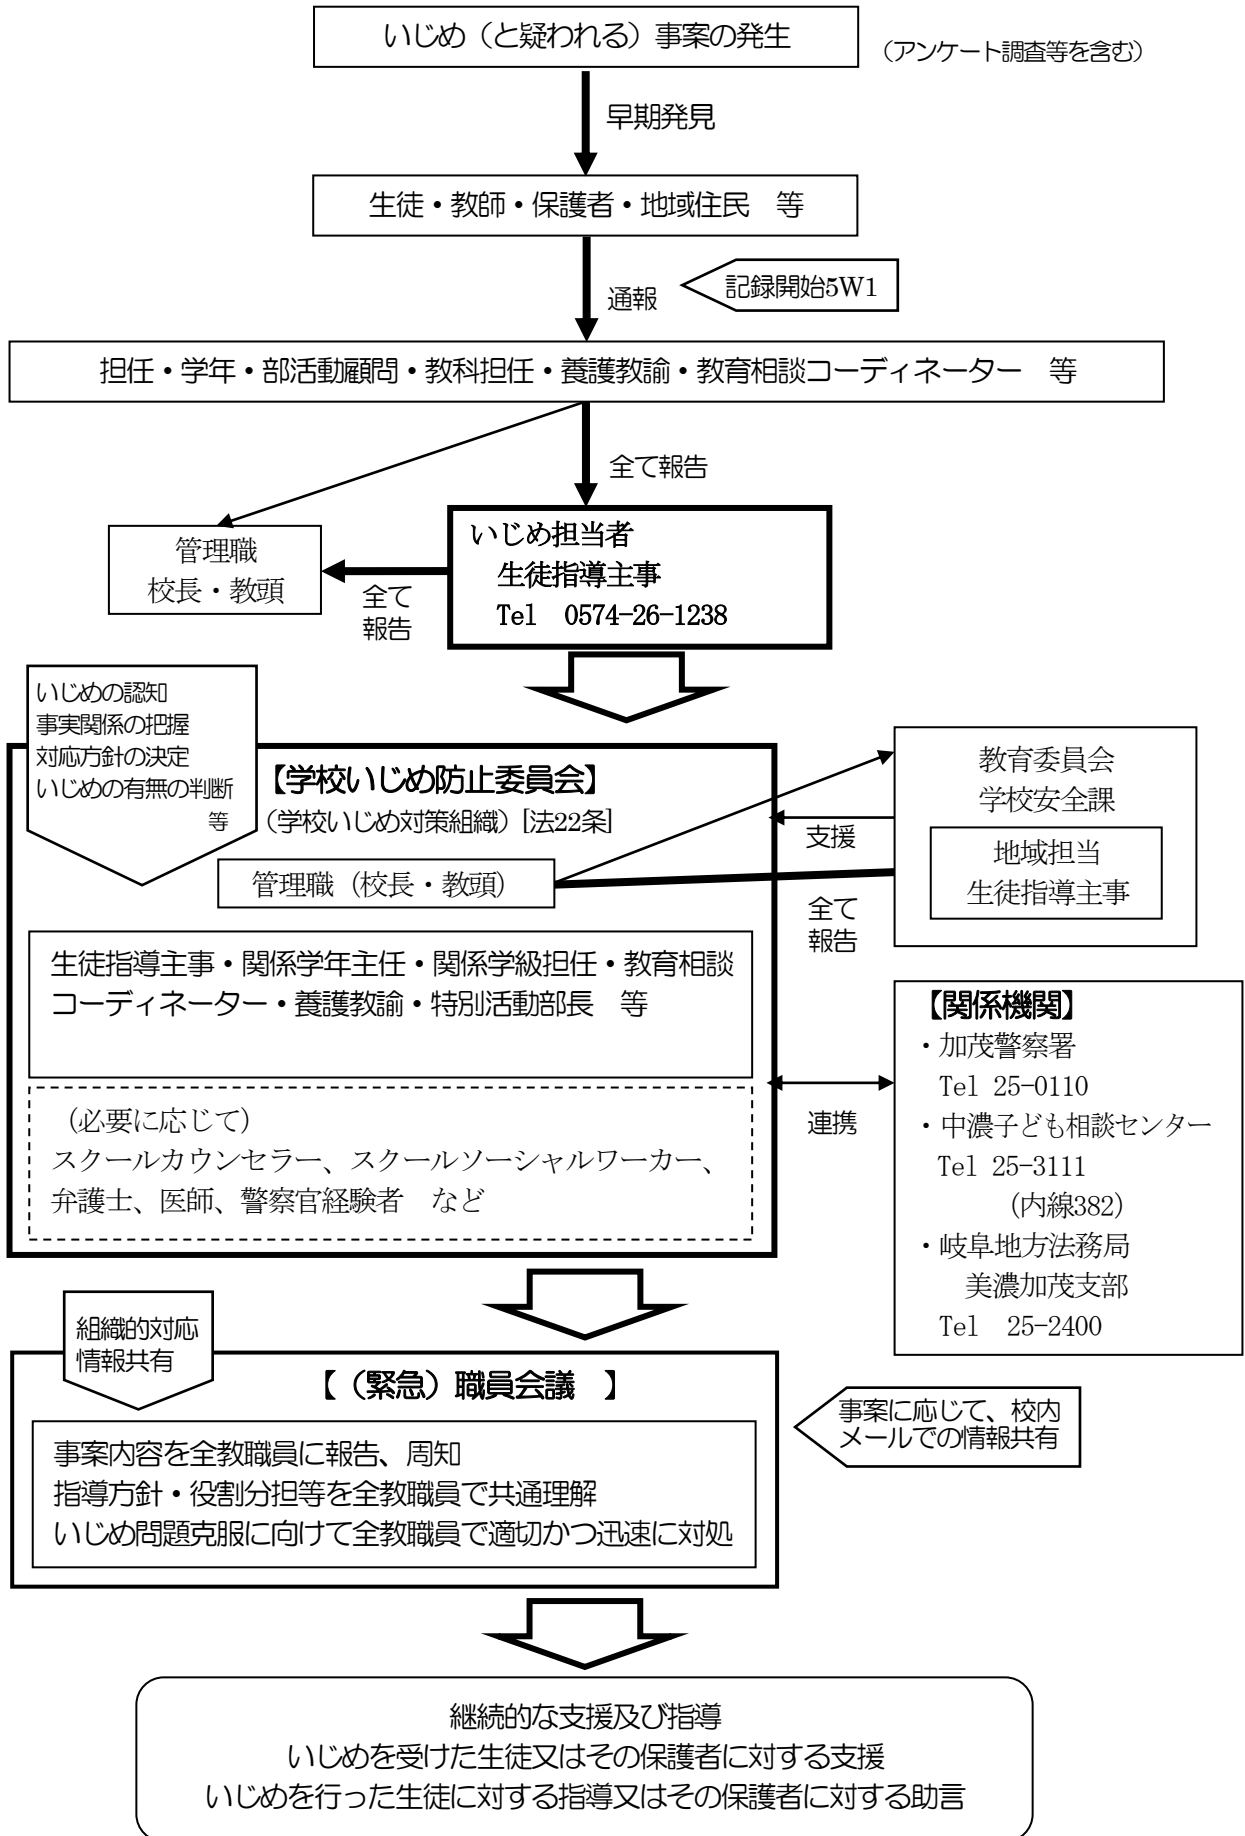 いじめ（と疑われる）事案の発生
（アンケート調査等を含む）
早期発見
生徒・教師・保護者・地域住民　等
通報
記録開始5W1
担任・学年・部活動顧問・教科担任・養護教諭・教育相談コーディネーター　等
全て報告
管理職
校長・教頭
全て
報告
いじめ担当者
生徒指導主事
Tel　0574-26-1238
いじめの認知
事実関係の把握
対応方針の決定
いじめの有無の判断
等
【学校いじめ防止委員会】
（学校いじめ対策組織）[法22条]
管理職（校長・教頭）
生徒指導主事・関係学年主任・関係学級担任・教育相談
コーディネーター・養護教諭・特別活動部長　等
（必要に応じて）
スクールカウンセラー、スクールソーシャルワーカー、
弁護士、医師、警察官経験者　など
教育委員会
学校安全課
地域担当
生徒指導主事
支援
全て
報告
連携
【関係機関】
・加茂警察署
Tel 25-0110
・中濃子ども相談センター
Tel 25-3111
（内線382）
・岐阜地方法務局
美濃加茂支部
Tel　25-2400
組織的対応
情報共有
【（緊急）職員会議　】
事案内容を全教職員に報告、周知
指導方針・役割分担等を全教職員で共通理解
いじめ問題克服に向けて全教職員で適切かつ迅速に対処
事案に応じて、校内
メールでの情報共有
継続的な支援及び指導
いじめを受けた生徒又はその保護者に対する支援
いじめを行った生徒に対する指導又はその保護者に対する助言